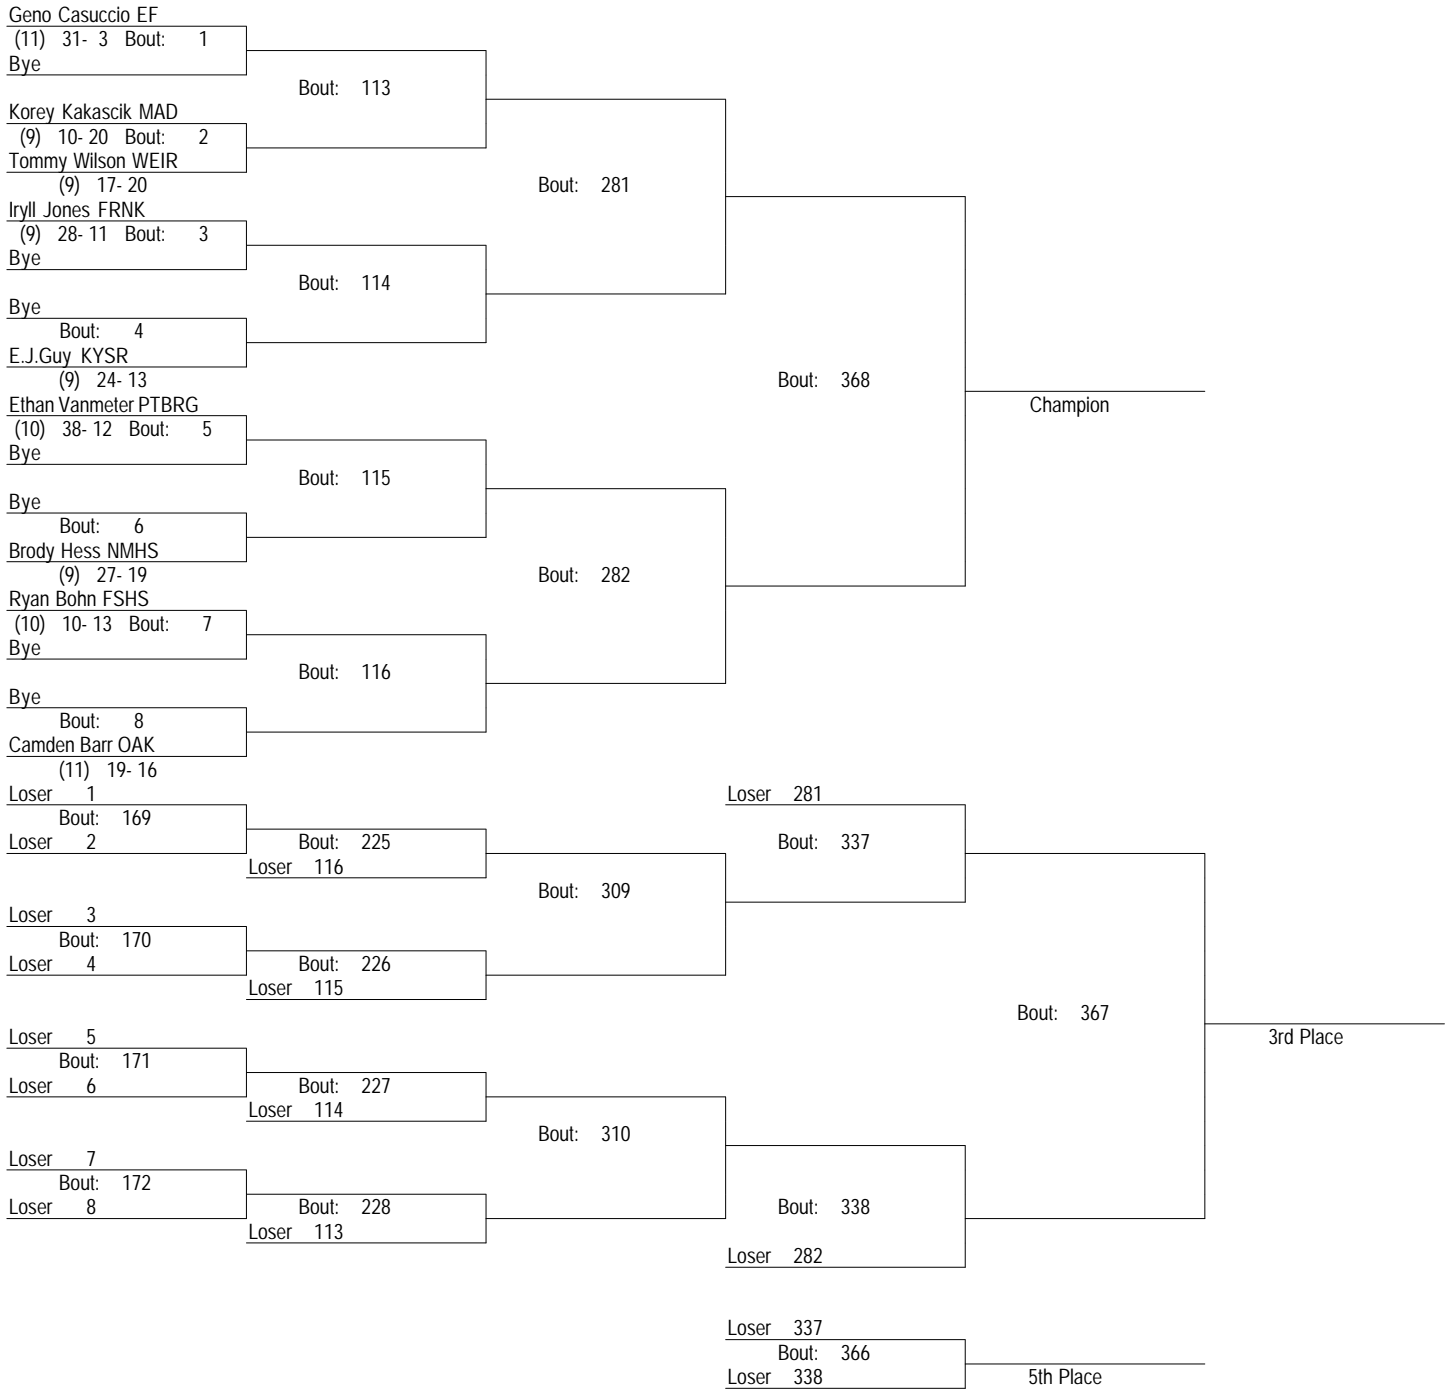 Geno Casuccio EF
(11) 31- 3 Bout: 1
Bye
Bout: 113
Korey Kakascik MAD
(9) 10- 20 Bout: 2
Tommy Wilson WEIR
(9) 17- 20
Bout: 281
Iryll Jones FRNK
(9) 28- 11 Bout: 3
Bye
Bout: 114
Bye
Bout: 4
E.J.Guy KYSR
(9) 24- 13
Bout: 368
Champion
Ethan Vanmeter PTBRG
(10) 38- 12 Bout: 5
Bye
Bout: 115
Bye
Bout: 6
Brody Hess NMHS
(9) 27- 19
Bout: 282
Ryan Bohn FSHS
(10) 10- 13 Bout: 7
Bye
Bout: 116
Bye
Bout: 8
Camden Barr OAK
(11) 19- 16
Loser 1
Bout: 169
Loser 2
Bout: 225
Loser 116
Loser 281
Bout: 337
Bout: 309
Loser 3
Bout: 170
Loser 4
Bout: 226
Loser 115
Bout: 367
3rd Place
Loser 5
Bout: 171
Loser 6
Bout: 227
Loser 114
Bout: 310
Loser 7
Bout: 172
Loser 8
Bout: 228
Loser 113
Bout: 338
Loser 282
Loser 337
Bout: 366
Loser 338
5th Place